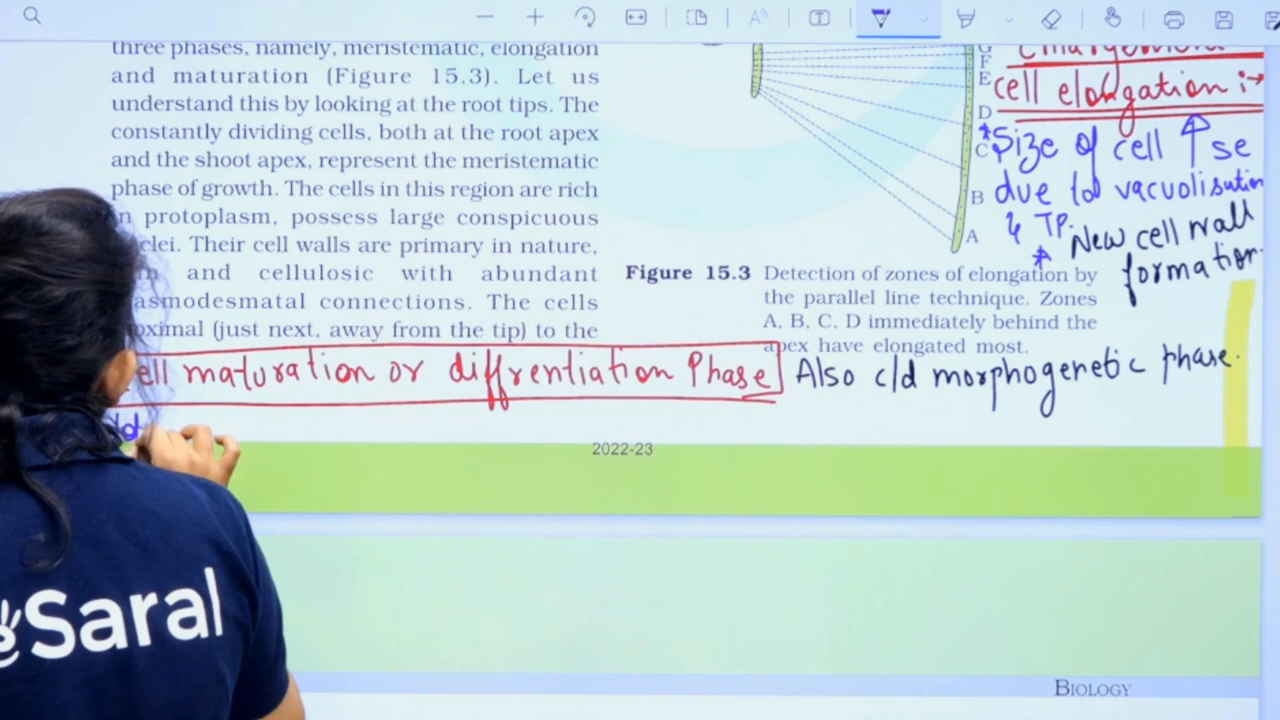 three phases, namely, meristematic, elongation
and maturation (Figure 15.3). Let us
understand this by looking at the root tips. The
constantly dividing cells, both at the root apex
and the shoot apex, represent the meristematic
phase of growth. The cells in this region are rich
protoplasm, possess large conspicuous
clei. Their cell walls are primary in nature,
and cellulosic with abundant
asmodesmatal connections. The cells
oximal (just next, away from the tip) to the
G
F
E
D
C
B
A
Figure 15.3 Detection of zones of elongation by
the parallel line technique. Zones
A, B, C, D immediately behind the
apex have elongated most.
cell elongation :→
* Size of cell ↑ se
due to vacuolisation
& TP.
* New cell wall
formation.
ell maturation or diffrentiation Phase Also c/d morphogenetic phase.
2022-23
eSaral
BIOLOGY